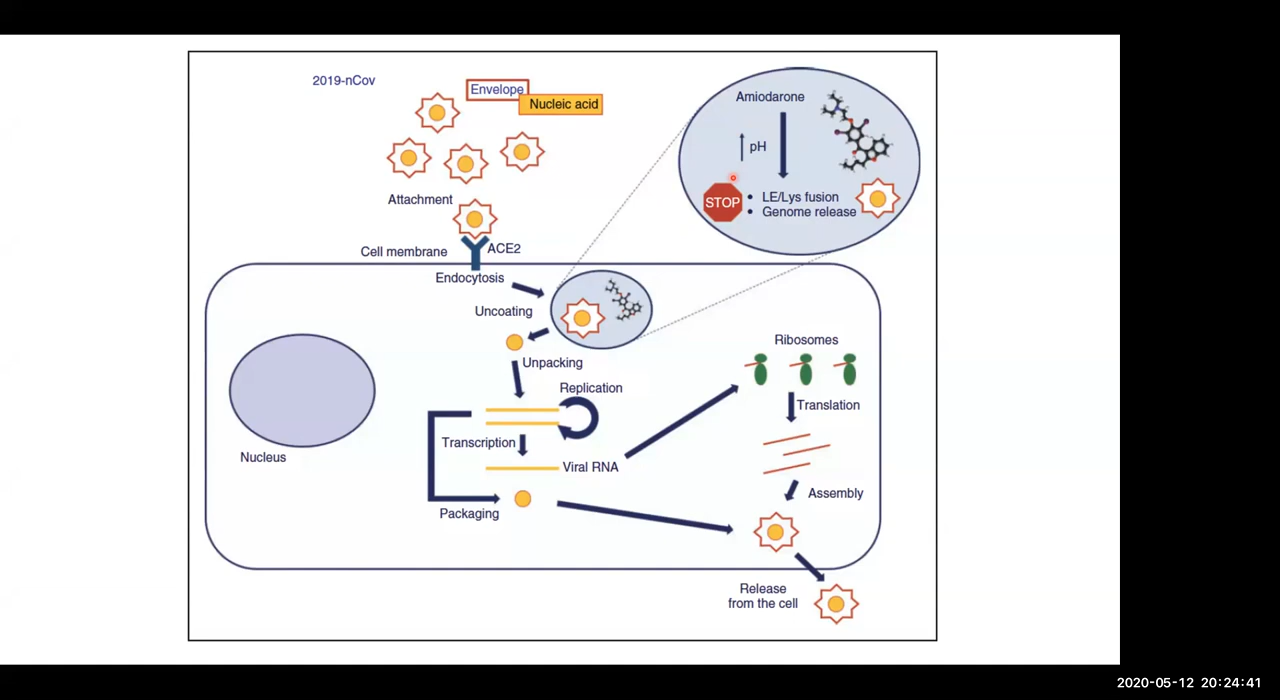 2019-nCov
Envelope
Nucleic acid
Attachment
Cell membrane
ACE2
Endocytosis
Uncoating
Unpacking
Replication
Transcription
Viral RNA
Packaging
Nucleus
Amiodarone
pH
STOP
• LE/Lys fusion
• Genome release
Ribosomes
Translation
Assembly
Release
from the cell
2020-05-12 20:24:41